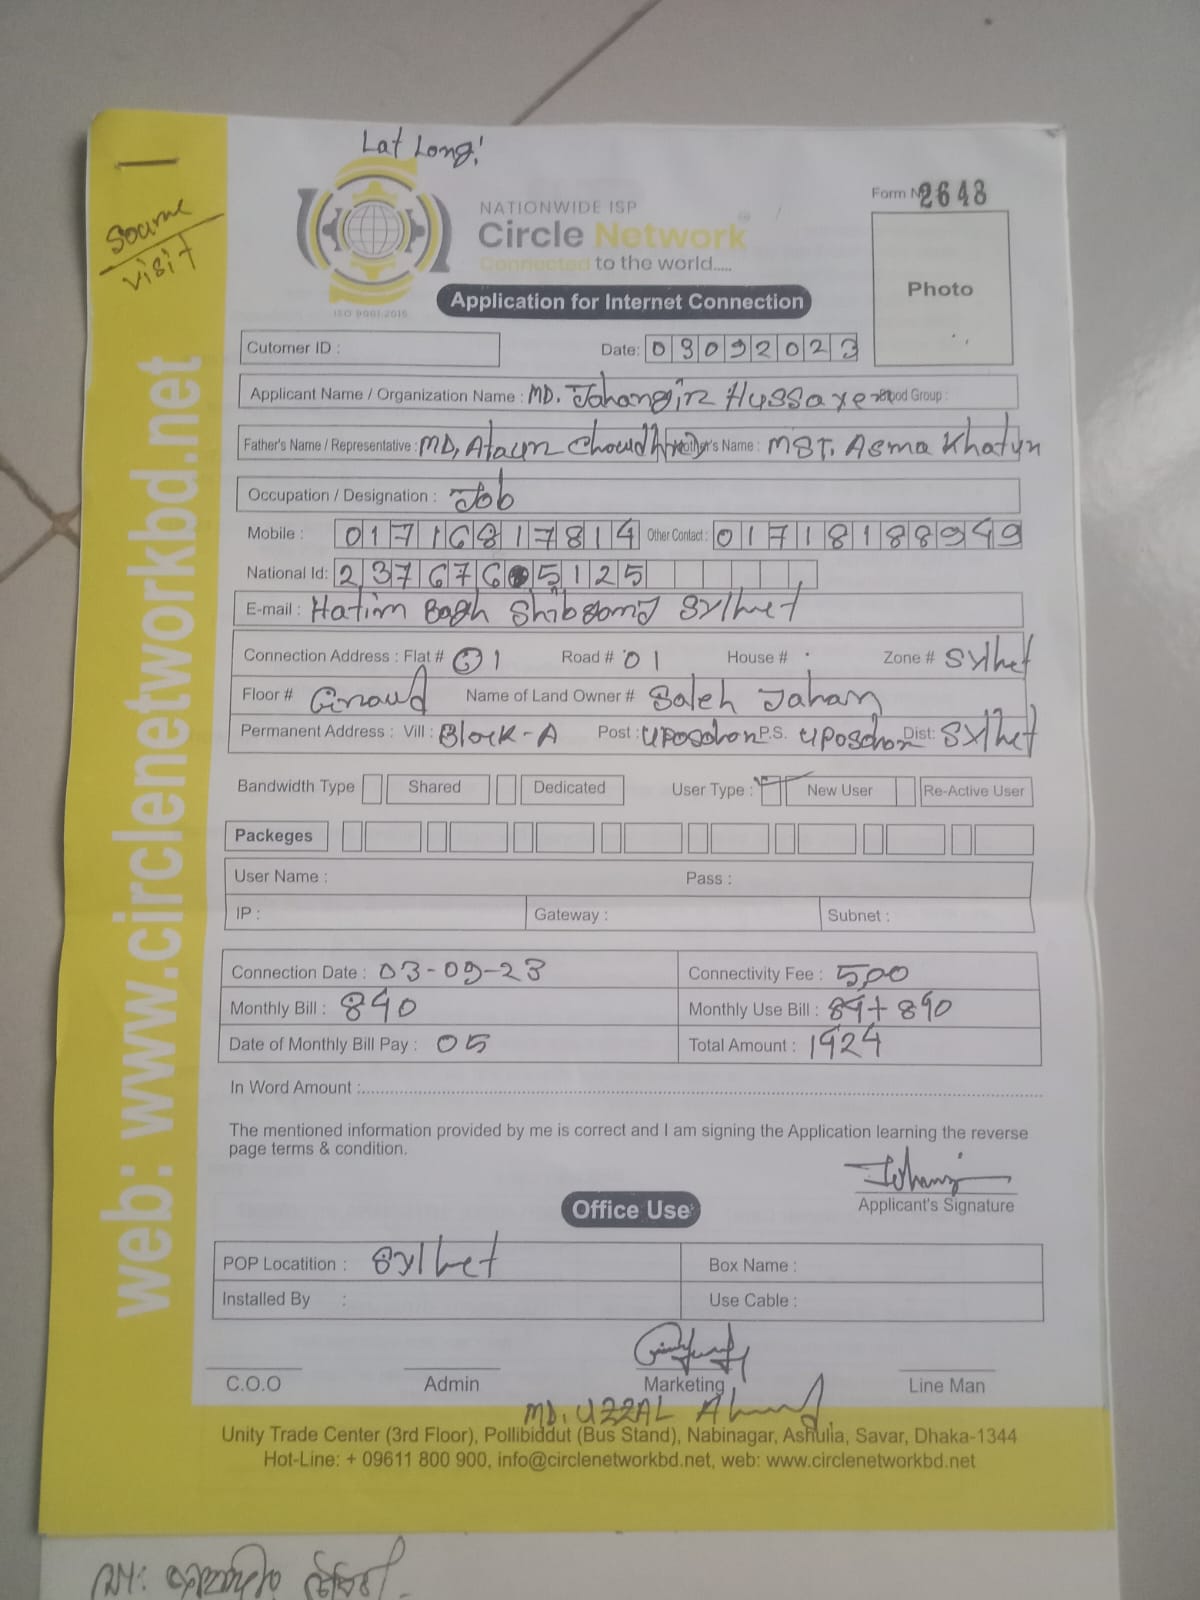 Lat Long!
Sourne
visit
Form N 2648
NATIONWIDE ISP
Circle Network
Connected to the world.....
ISO 9001:2015
Application for Internet Connection
Photo
Cutomer ID :
Date: 03092023
Applicant Name / Organization Name : MD. Jahangir Hussaxen Blood Group :
Father's Name / Representative : MD, Ataur Chowdhury Mother's Name : MST. Asma Khatun
Occupation / Designation : Job
Mobile : 01716817814 Other Contact : 01718188949
National Id: 2376765125
E-mail : Hatim Bagh Shibgonj Sylhet
Connection Address : Flat # 01 Road # 01 House # Zone # Sylhet
Floor # Ground Name of Land Owner # Saleh Jahan
Permanent Address : Vill : Block-A Post : Uposohon P.S. Uposohon Dist: Sylhet
Bandwidth Type Shared Dedicated User Type : New User Re-Active User
Packeges
User Name : Pass :
IP : Gateway : Subnet :
Connection Date : 03-09-23 Connectivity Fee : 500
Monthly Bill : 840 Monthly Use Bill : 84+840
Date of Monthly Bill Pay : 05 Total Amount : 1424
In Word Amount :
The mentioned information provided by me is correct and I am signing the Application learning the reverse
page terms & condition.
Jahangir
Applicant's Signature
Office Use
POP Locatition : Sylhet Box Name :
Installed By : Use Cable :
C.O.O Admin Marketing Line Man
MD. UZZAL Ahmed
Unity Trade Center (3rd Floor), Pollibiddut (Bus Stand), Nabinagar, Ashulia, Savar, Dhaka-1344
Hot-Line: + 09611 800 900, info@circlenetworkbd.net, web: www.circlenetworkbd.net
web: www.circlenetworkbd.net